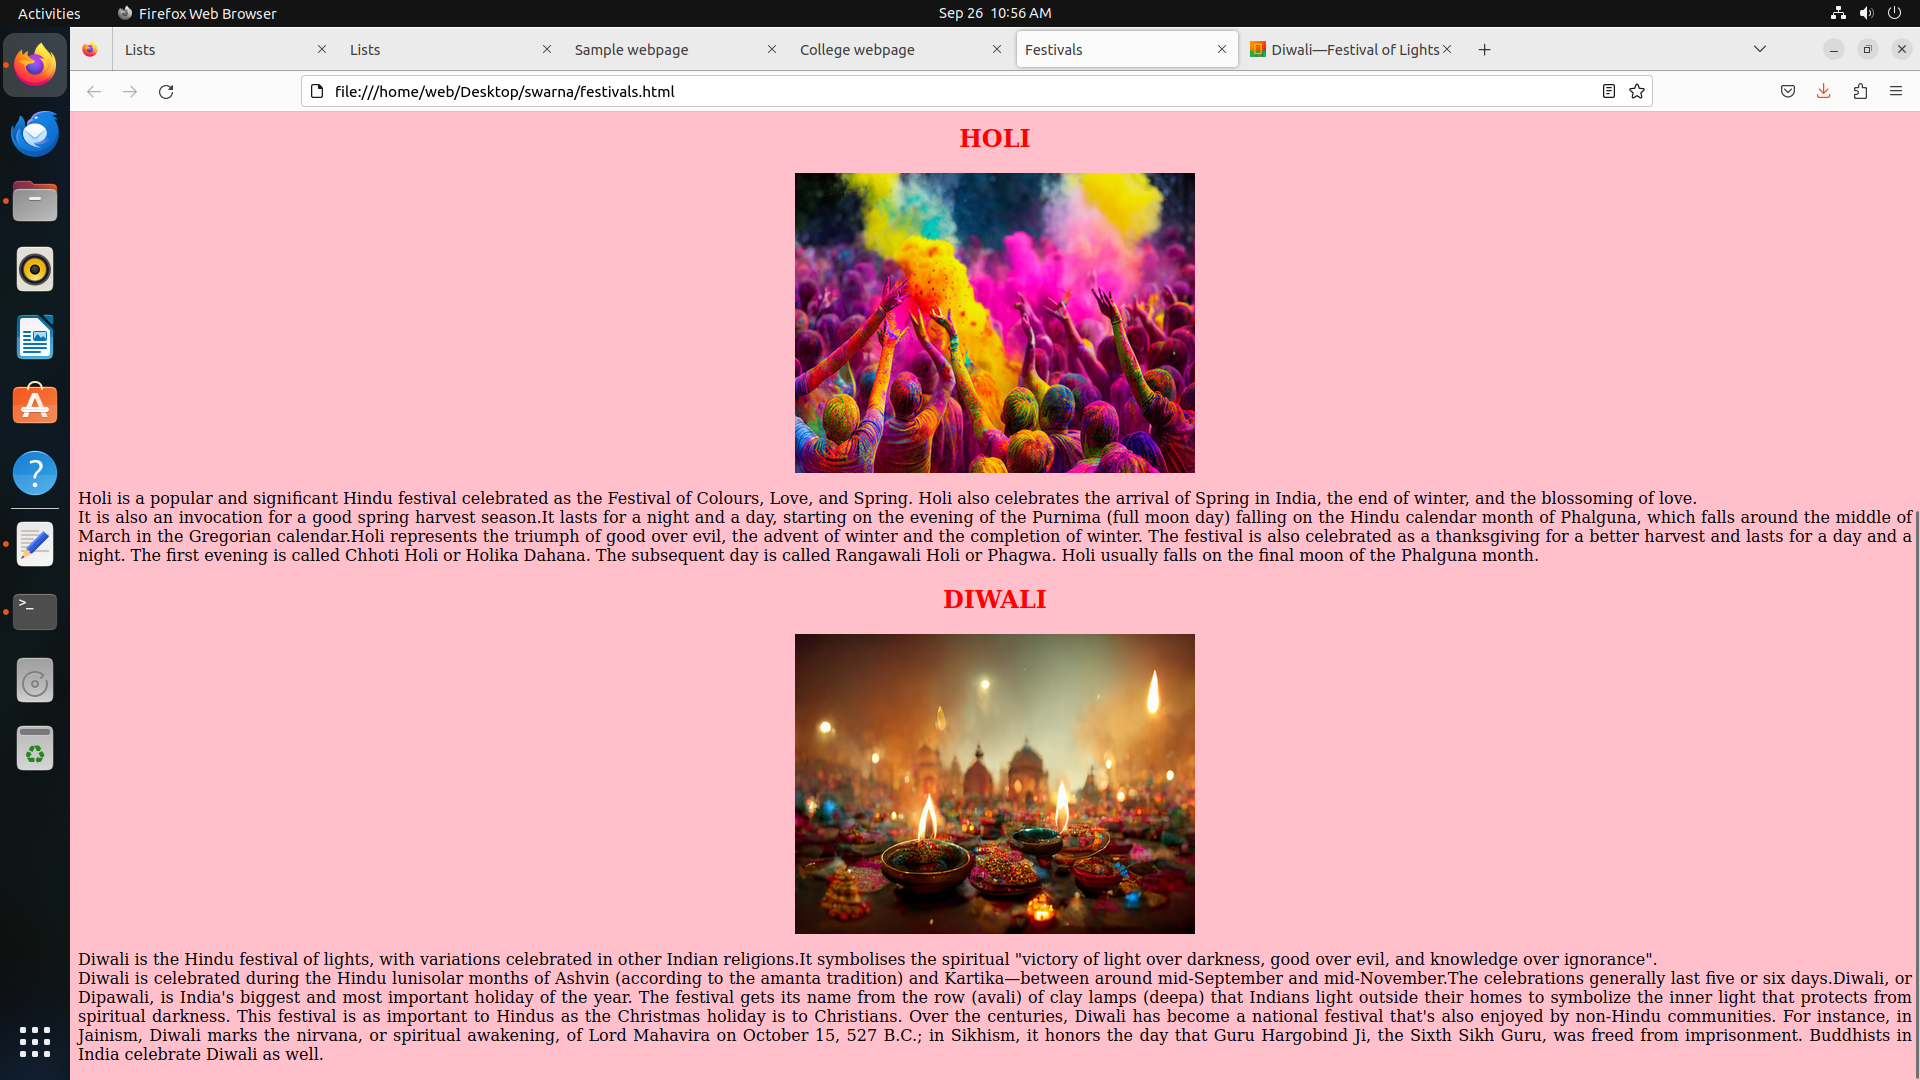 Activities
Firefox Web Browser
Sep 26 10:56 AM
Lists
Lists
Sample webpage
College webpage
Festivals
Diwali—Festival of Lights
file:///home/web/Desktop/swarna/festivals.html
HOLI
Holi is a popular and significant Hindu festival celebrated as the Festival of Colours, Love, and Spring. Holi also celebrates the arrival of Spring in India, the end of winter, and the blossoming of love.
It is also an invocation for a good spring harvest season.It lasts for a night and a day, starting on the evening of the Purnima (full moon day) falling on the Hindu calendar month of Phalguna, which falls around the middle of
March in the Gregorian calendar.Holi represents the triumph of good over evil, the advent of winter and the completion of winter. The festival is also celebrated as a thanksgiving for a better harvest and lasts for a day and a
night. The first evening is called Chhoti Holi or Holika Dahana. The subsequent day is called Rangawali Holi or Phagwa. Holi usually falls on the final moon of the Phalguna month.
DIWALI
Diwali is the Hindu festival of lights, with variations celebrated in other Indian religions.It symbolises the spiritual "victory of light over darkness, good over evil, and knowledge over ignorance".
Diwali is celebrated during the Hindu lunisolar months of Ashvin (according to the amanta tradition) and Kartika—between around mid-September and mid-November.The celebrations generally last five or six days.Diwali, or
Dipawali, is India's biggest and most important holiday of the year. The festival gets its name from the row (avali) of clay lamps (deepa) that Indians light outside their homes to symbolize the inner light that protects from
spiritual darkness. This festival is as important to Hindus as the Christmas holiday is to Christians. Over the centuries, Diwali has become a national festival that's also enjoyed by non-Hindu communities. For instance, in
Jainism, Diwali marks the nirvana, or spiritual awakening, of Lord Mahavira on October 15, 527 B.C.; in Sikhism, it honors the day that Guru Hargobind Ji, the Sixth Sikh Guru, was freed from imprisonment. Buddhists in
India celebrate Diwali as well.